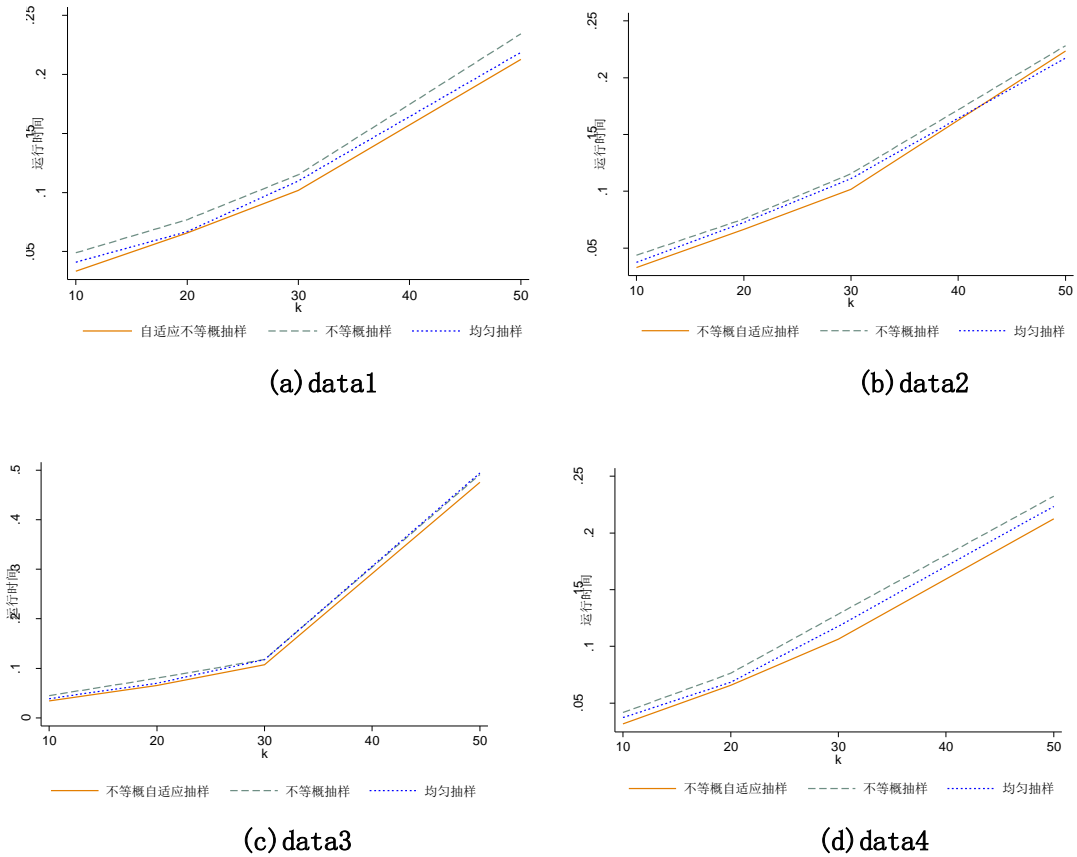 .25
.2
.15
.1
.05
运行时间
10 20 30 40 50
k
自适应不等概抽样 不等概抽样 均匀抽样
(a)data1
.25
.2
.15
.1
.05
运行时间
10 20 30 40 50
k
不等概自适应抽样 不等概抽样 均匀抽样
(b)data2
.5
.4
.3
.2
.1
0
运行时间
10 20 30 40 50
k
不等概自适应抽样 不等概抽样 均匀抽样
(c)data3
.25
.2
.15
.1
.05
运行时间
10 20 30 40 50
k
不等概自适应抽样 不等概抽样 均匀抽样
(d)data4